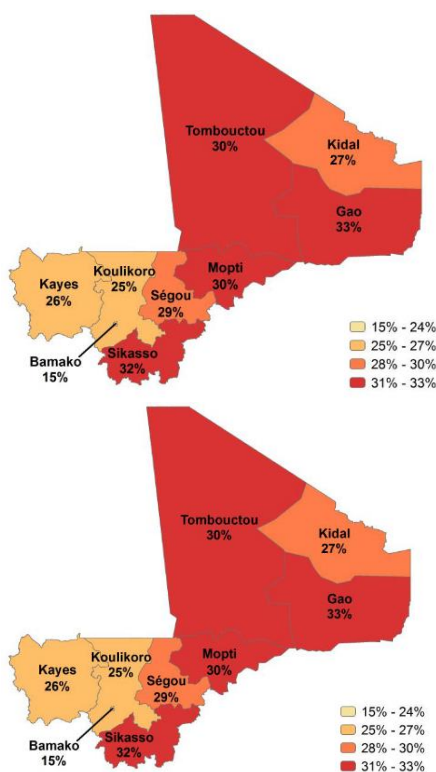 Tombouctou
30%
Kidal
27%
Gao
33%
Mopti
30%
Koulikoro
25%
Kayes
26%
Ségou
29%
Bamako
15%
Sikasso
32%
15% - 24%
25% - 27%
28% - 30%
31% - 33%
Tombouctou
30%
Kidal
27%
Gao
33%
Mopti
30%
Koulikoro
25%
Kayes
26%
Ségou
29%
Bamako
15%
Sikasso
32%
15% - 24%
25% - 27%
28% - 30%
31% - 33%